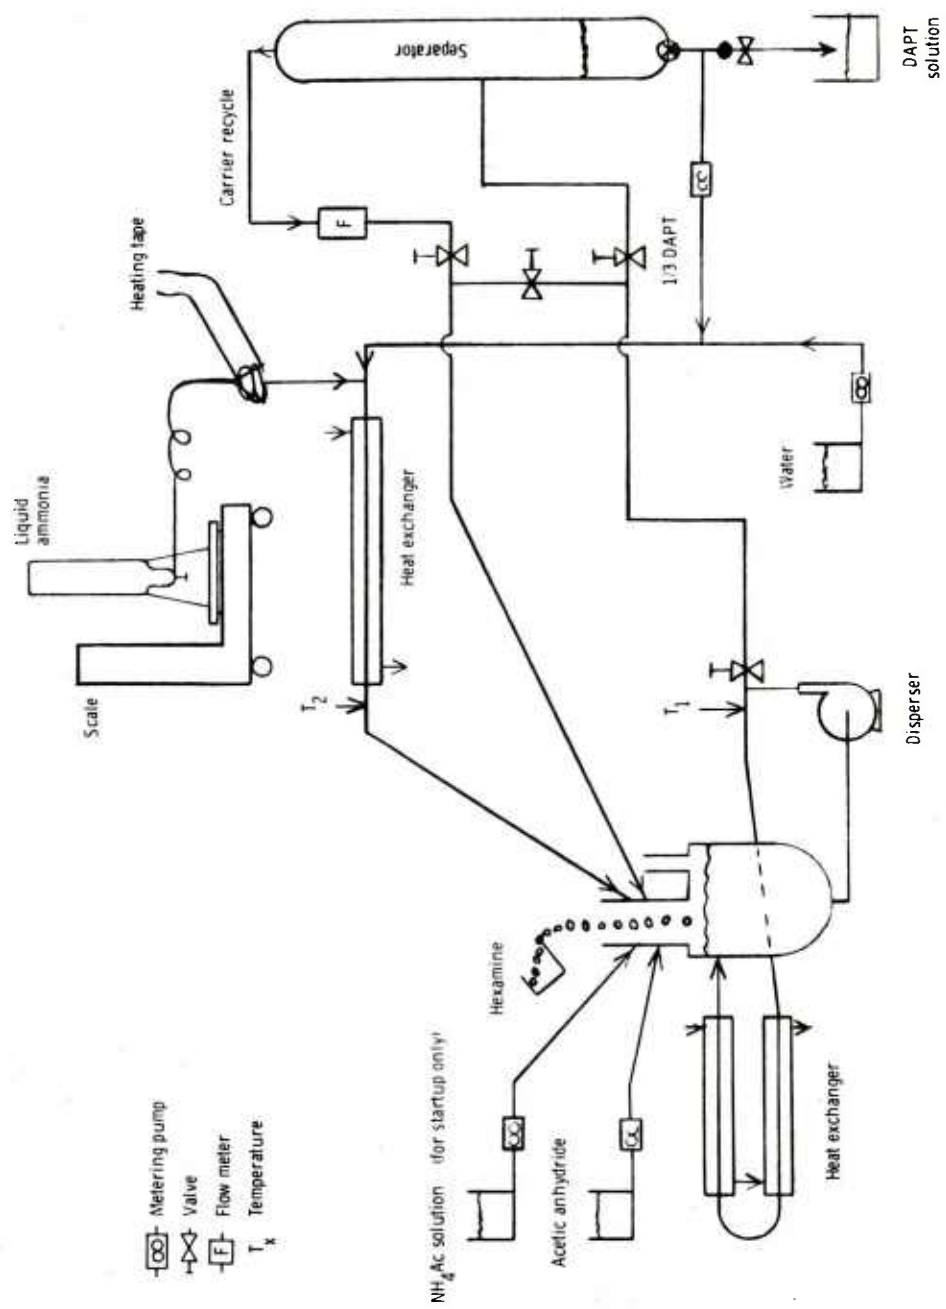 Metering pump
Valve
F Flow meter
Tx Temperature
Scale
Liquid
ammonia
Heating tape
Carrier recycle
Separator
F
T2
Heat exchanger
1/3 DAPT
DAPT
solution
Hexamine
NH4Ac solution (for startup only)
Acetic anhydride
T1
Water
Heat exchanger
Disperser